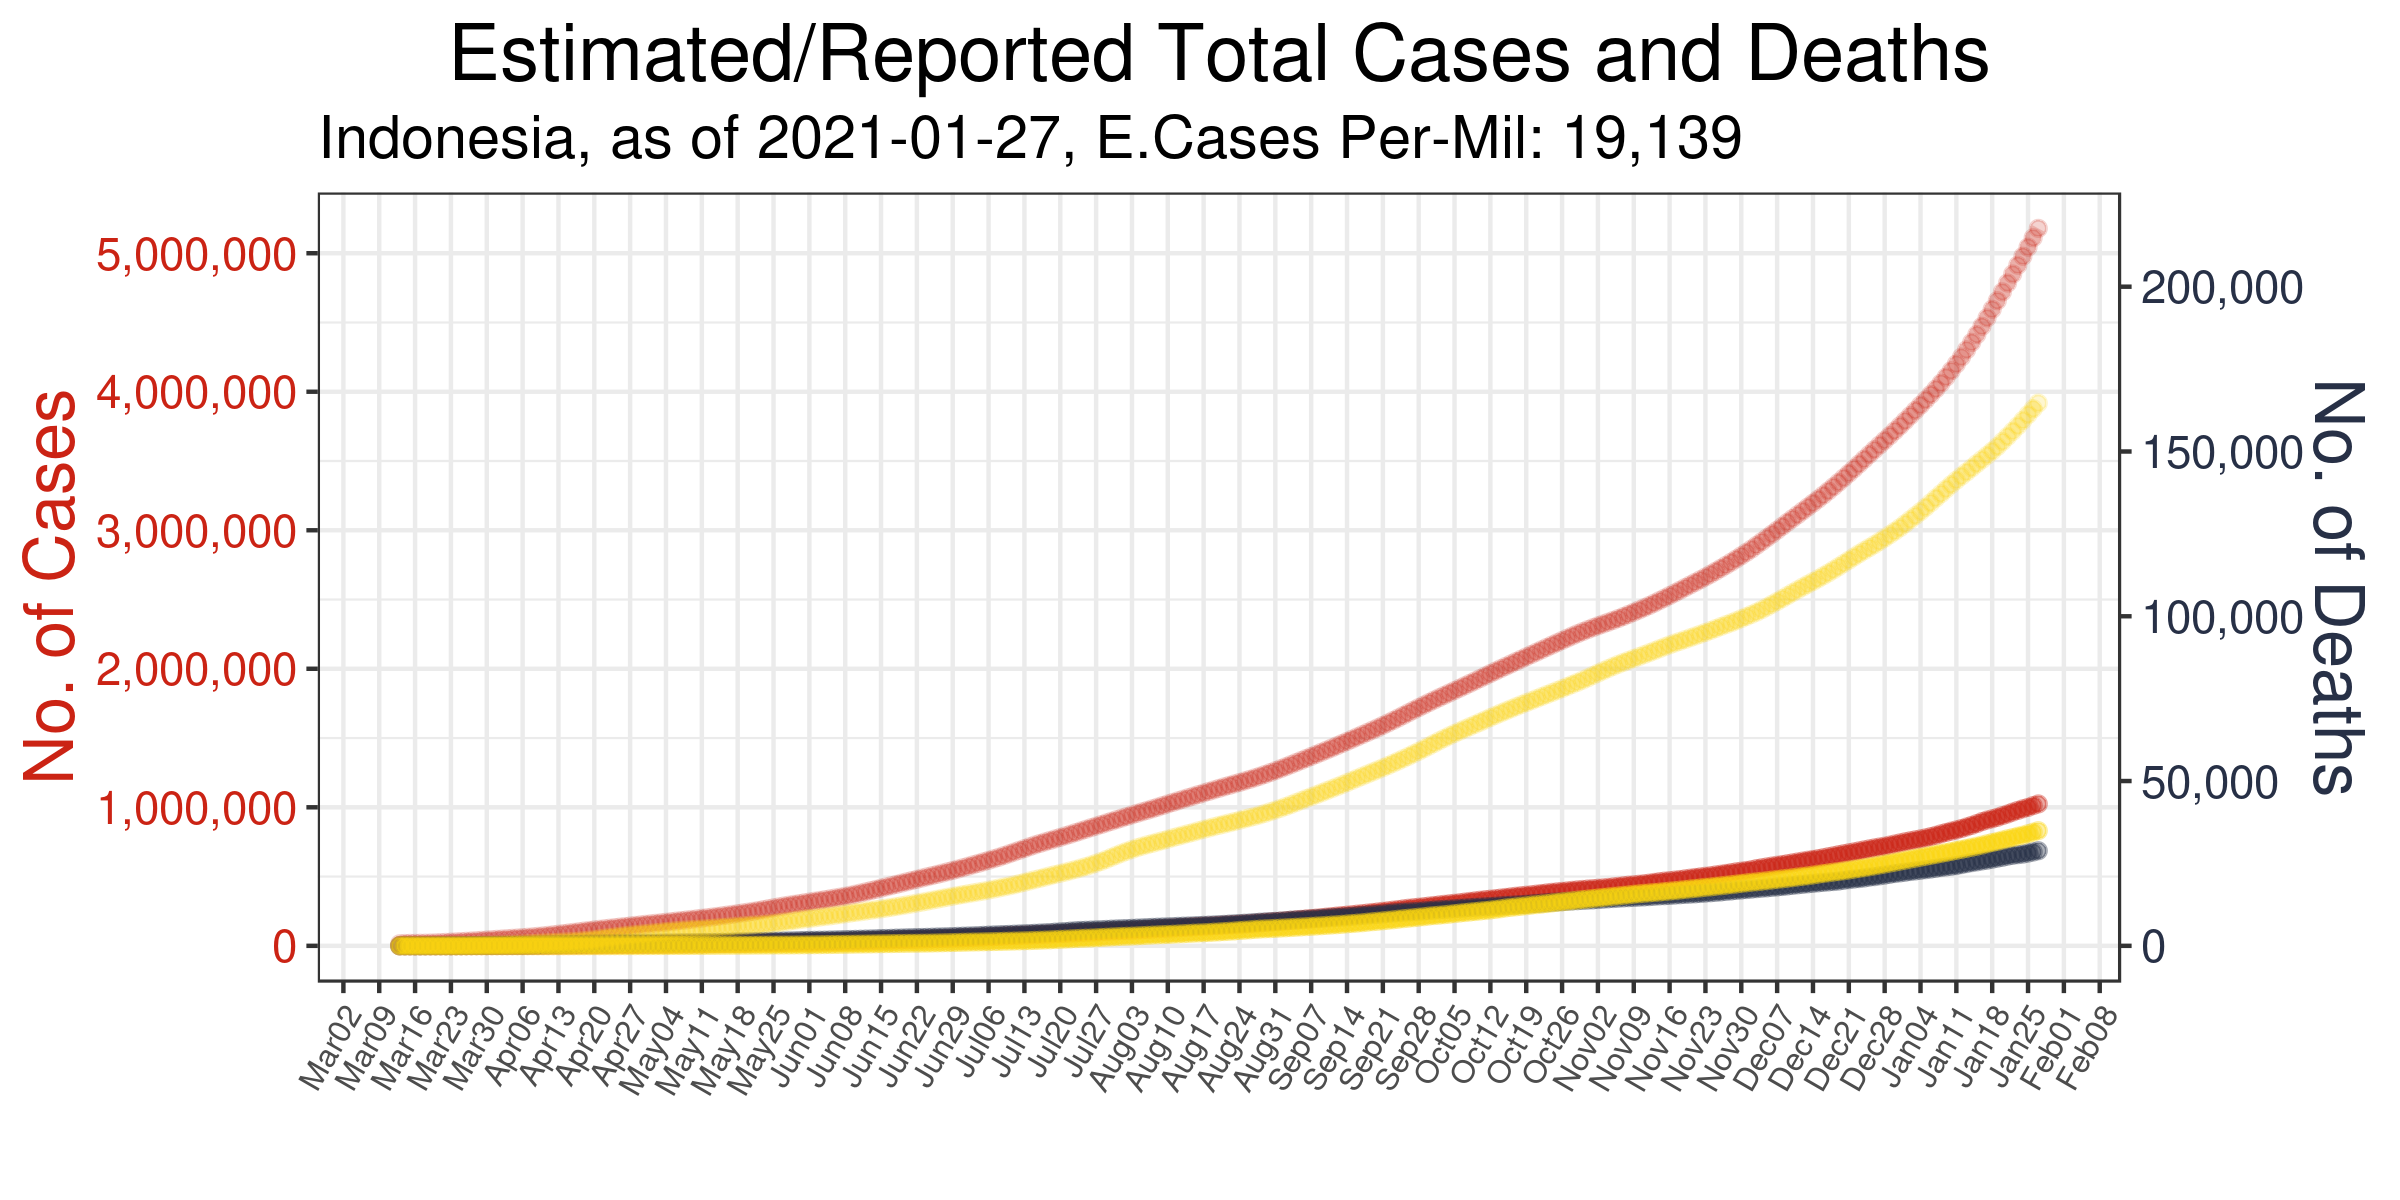 Estimated/Reported Total Cases and Deaths
Indonesia, as of 2021-01-27, E.Cases Per-Mil: 19,139
No. of Cases
5,000,000
4,000,000
3,000,000
2,000,000
1,000,000
0
200,000
150,000
100,000
50,000
0
No. of Deaths
Mar02
Mar09
Mar16
Mar23
Mar30
Apr06
Apr13
Apr20
Apr27
May04
May11
May18
May25
Jun01
Jun08
Jun15
Jun22
Jun29
Jul06
Jul13
Jul20
Jul27
Aug03
Aug10
Aug17
Aug24
Aug31
Sep07
Sep14
Sep21
Sep28
Oct05
Oct12
Oct19
Oct26
Nov02
Nov09
Nov16
Nov23
Nov30
Dec07
Dec14
Dec21
Dec28
Jan04
Jan11
Jan18
Jan25
Feb01
Feb08